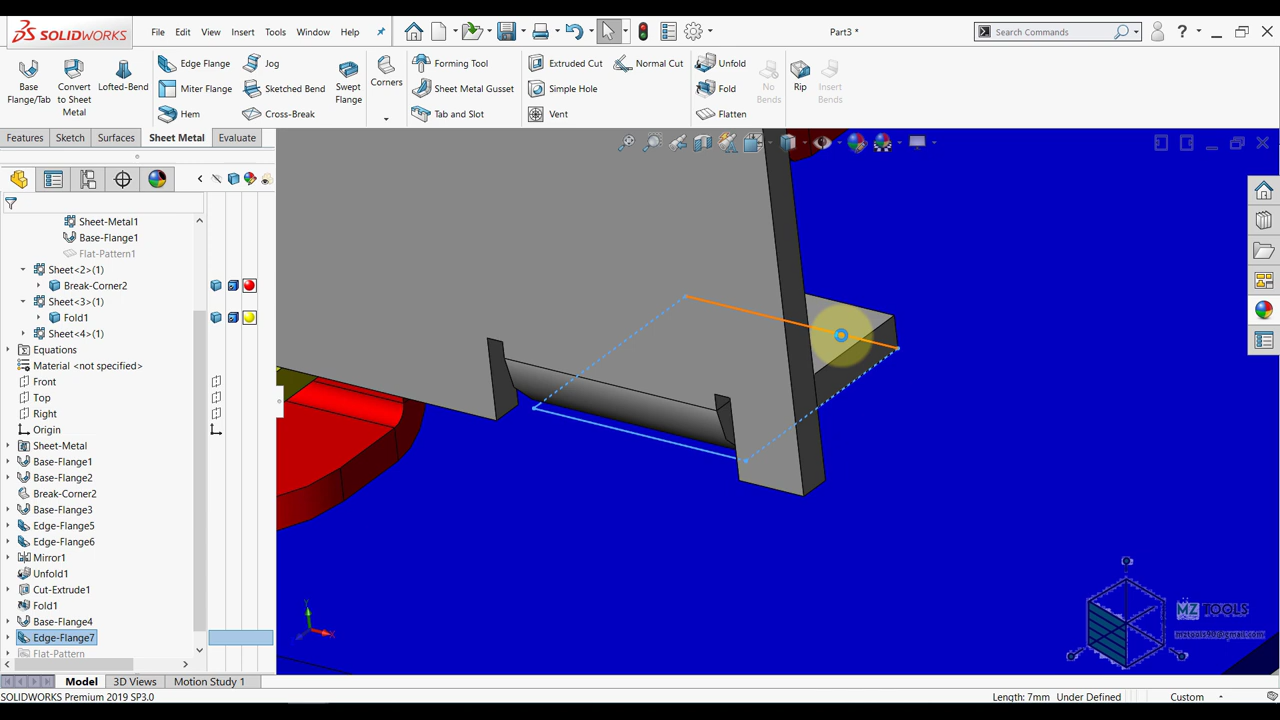 SOLIDWORKS
File Edit View Insert Tools Window Help
Part3 *
Search Commands
Base Flange/Tab
Convert to Sheet Metal
Lofted-Bend
Edge Flange
Miter Flange
Hem
Jog
Sketched Bend
Cross-Break
Swept Flange
Corners
Forming Tool
Sheet Metal Gusset
Tab and Slot
Extruded Cut
Simple Hole
Vent
Normal Cut
Unfold
Fold
Flatten
No Bends
Rip
Insert Bends
Features Sketch Surfaces Sheet Metal Evaluate
Sheet-Metal1
Base-Flange1
Flat-Pattern1
Sheet<2>(1)
Break-Corner2
Sheet<3>(1)
Fold1
Sheet<4>(1)
Equations
Material <not specified>
Front
Top
Right
Origin
Sheet-Metal
Base-Flange1
Base-Flange2
Break-Corner2
Base-Flange3
Edge-Flange5
Edge-Flange6
Mirror1
Unfold1
Cut-Extrude1
Fold1
Base-Flange4
Edge-Flange7
Flat-Pattern
MZ TOOLS
Model 3D Views Motion Study 1
SOLIDWORKS Premium 2019 SP3.0
Length: 7mm Under Defined Custom